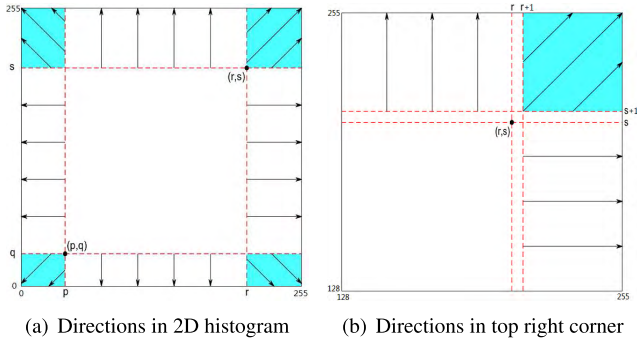 255
s
(r,s)
(p,q)
q
0
0
p
r
255
(a) Directions in 2D histogram
r
r+1
255
s+1
s
(r,s)
128
128
255
(b) Directions in top right corner